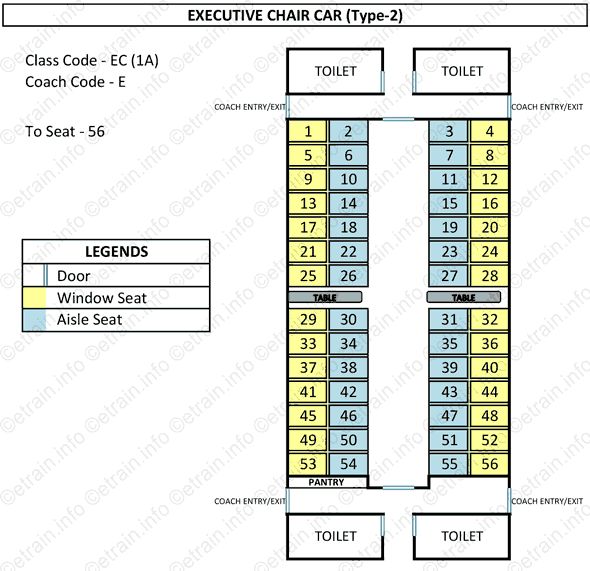 EXECUTIVE CHAIR CAR (Type-2)
Class Code - EC (1A)
Coach Code - E
To Seat - 56
TOILET TOILET
COACH ENTRY/EXIT COACH ENTRY/EXIT
1 2 3 4
5 6 7 8
9 10 11 12
13 14 15 16
17 18 19 20
21 22 23 24
25 26 27 28
TABLE TABLE
LEGENDS
Door
Window Seat
Aisle Seat
29 30 31 32
33 34 35 36
37 38 39 40
41 42 43 44
45 46 47 48
49 50 51 52
53 54 55 56
PANTRY
COACH ENTRY/EXIT COACH ENTRY/EXIT
TOILET TOILET
©etrain.info